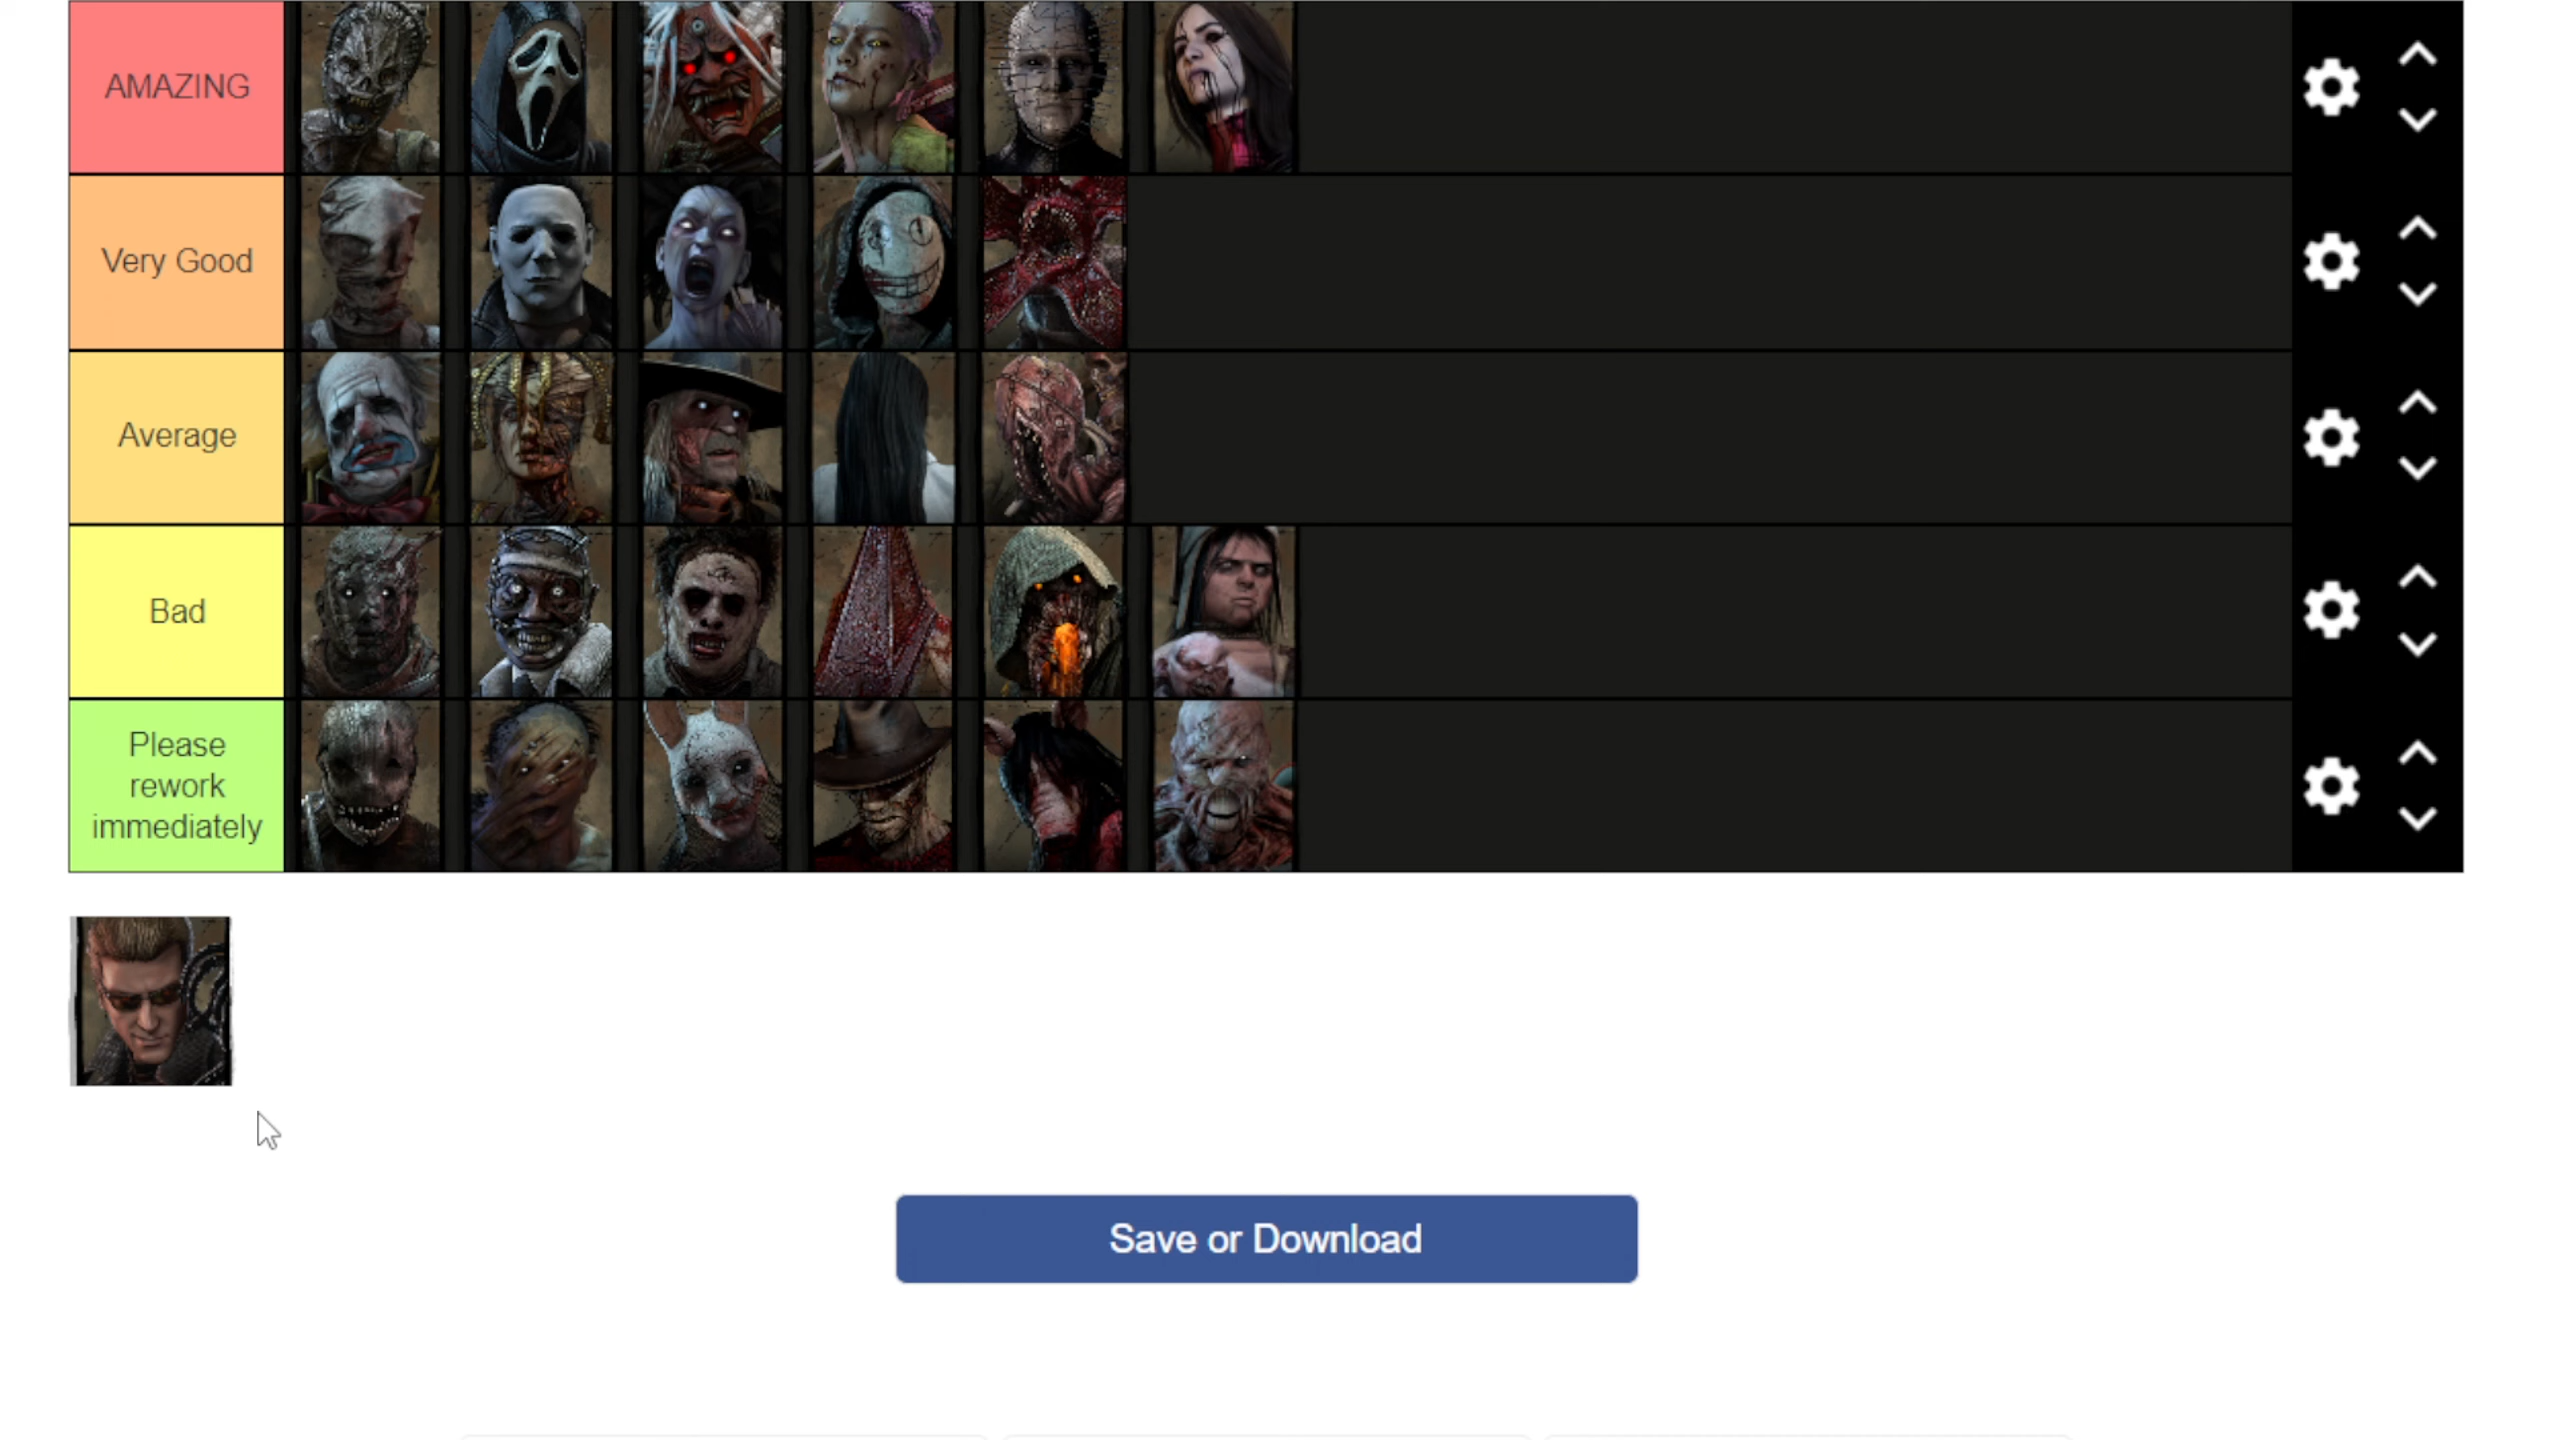 AMAZING
Very Good
Average
Bad
Please
rework
immediately
Save or Download